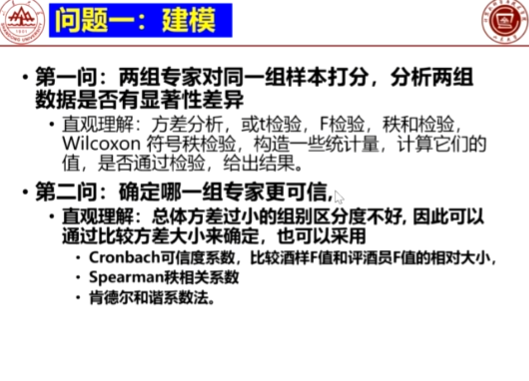 问题一：建模
• 第一问：两组专家对同一组样本打分，分析两组
数据是否有显著性差异
• 直观理解：方差分析，或t检验，F检验，秩和检验，
Wilcoxon 符号秩检验，构造一些统计量，计算它们的
值，是否通过检验，给出结果。
• 第二问：确定哪一组专家更可信,
• 直观理解：总体方差过小的组别区分度不好, 因此可以
通过比较方差大小来确定，也可以采用
• Cronbach可信度系数，比较酒样F值和评酒员F值的相对大小，
• Spearman秩相关系数
• 肯德尔和谐系数法。